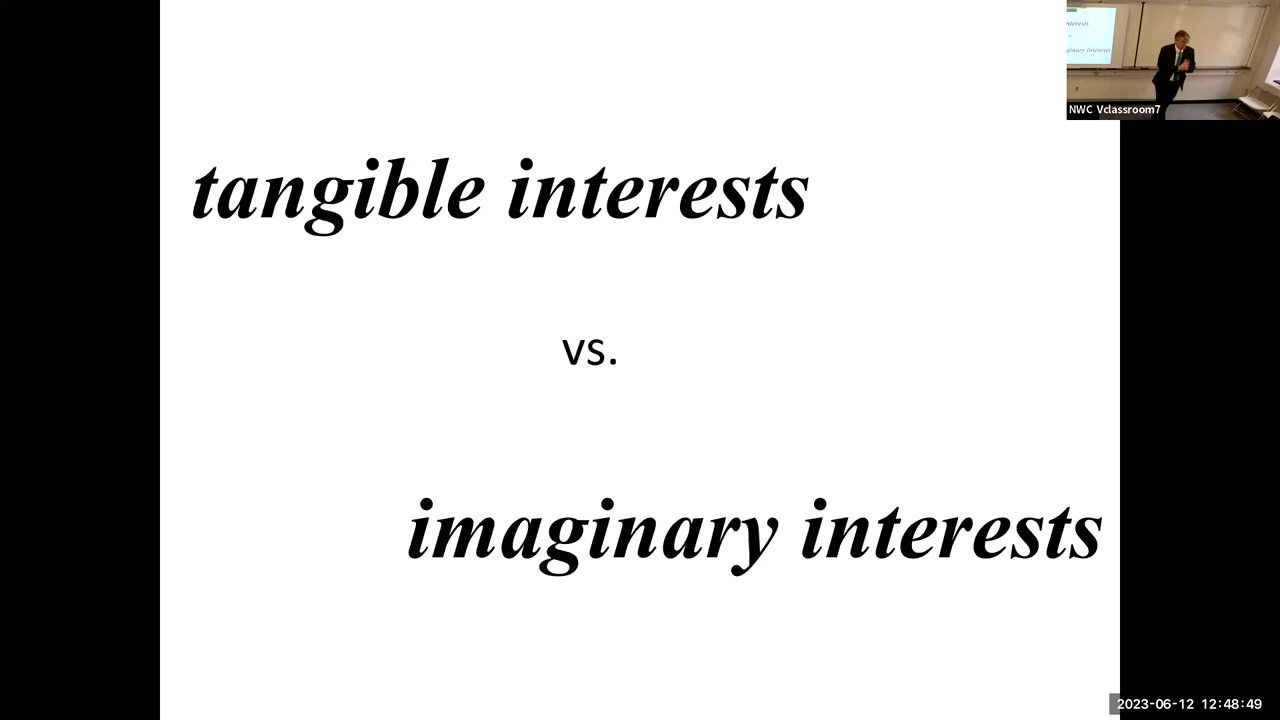 tangible interests
vs.
imaginary interests
NWC Vclassroom7
2023-06-12 12:48:49